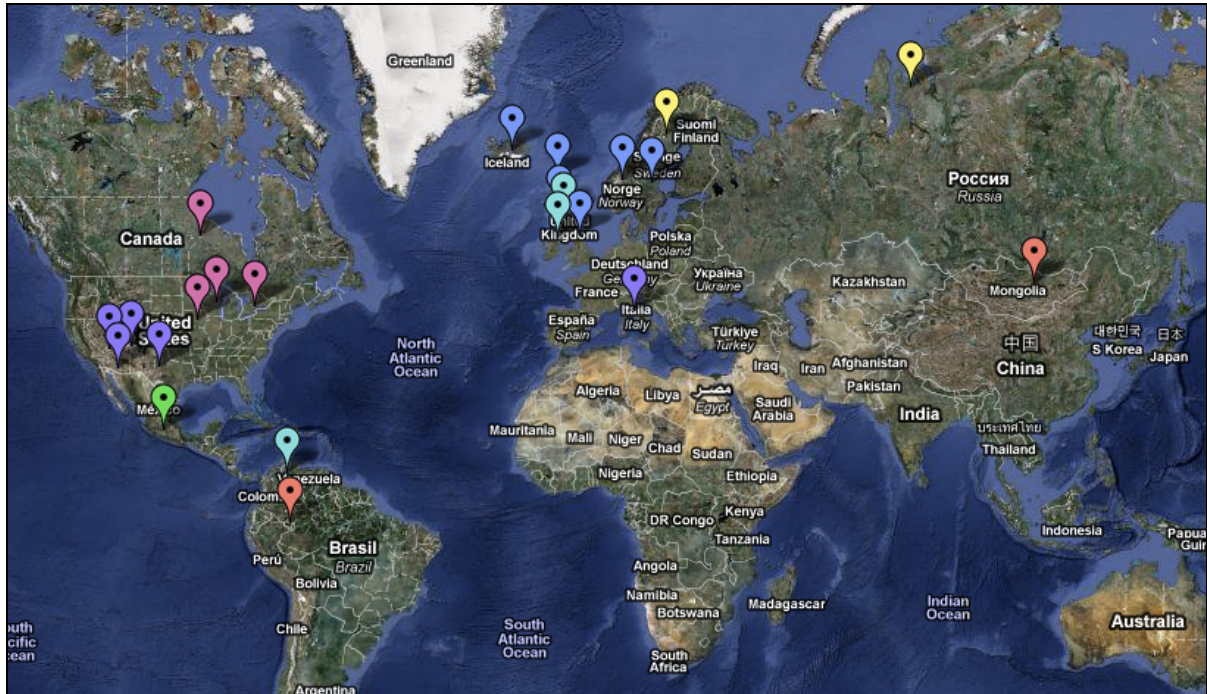 Greenland
Suomi
Finland
Iceland
Sweden
Norge
Norway
Россия
Russia
Canada
United
Kingdom
Polska
Poland
Deutschland
Україна
Ukraine
Kazakhstan
Mongolia
France
Italia
Italy
United
States
España
Spain
Türkiye
Turkey
North
Atlantic
Ocean
中国
China
대한민국
S Korea
日本
Japan
Iraq
Iran
Afghanistan
Pakistan
Algeria
Libya
مصر
Egypt
Saudi
Arabia
México
India
ประเทศไทย
Thailand
Mauritania
Mali
Niger
Chad
Sudan
Nigeria
Ethiopia
Venezuela
DR Congo
Kenya
Tanzania
Indonesia
Perú
Brasil
Brazil
Bolivia
Angola
Namibia
Botswana
Madagascar
Indian
Ocean
Australia
Chile
South
Atlantic
Ocean
South
Africa
Argentina